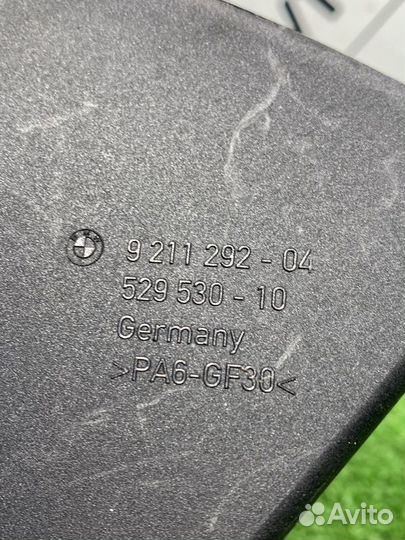 9 211 292 - 04
529 530 - 10
Germany
>PA6-GF30<
Avito